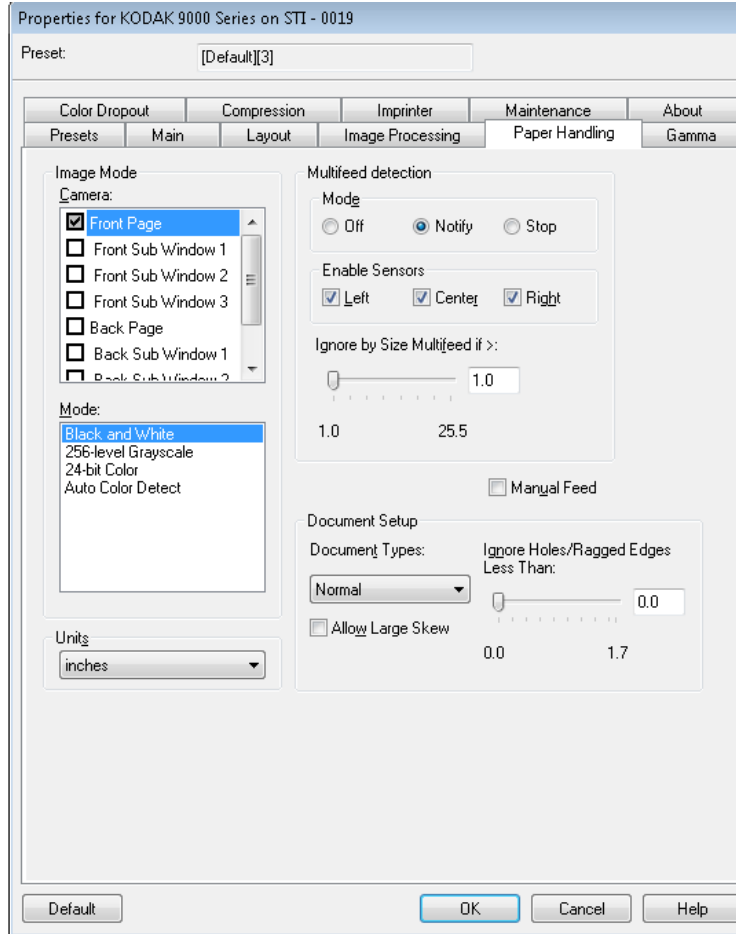 Properties for KODAK 9000 Series on STI - 0019
Preset: [Default][3]
Color Dropout Compression Imprinter Maintenance About
Presets Main Layout Image Processing Paper Handling Gamma
Image Mode
Camera:
Front Page
Front Sub Window 1
Front Sub Window 2
Front Sub Window 3
Back Page
Back Sub Window 1
Back Sub Window 2
Mode:
Black and White
256-level Grayscale
24-bit Color
Auto Color Detect
Units
inches
Multifeed detection
Mode
Off Notify Stop
Enable Sensors
Left Center Right
Ignore by Size Multifeed if >:
1.0
1.0 25.5
Manual Feed
Document Setup
Document Types:
Normal
Allow Large Skew
Ignore Holes/Ragged Edges
Less Than:
0.0
0.0 1.7
Default OK Cancel Help